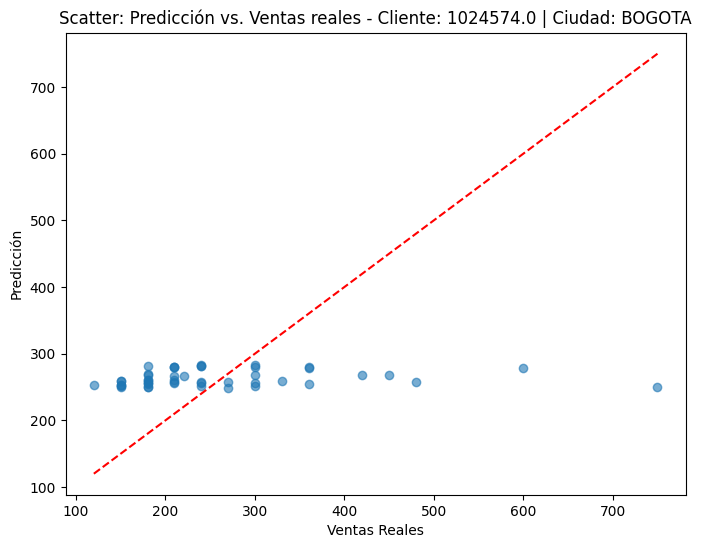 Scatter: Predicción vs. Ventas reales - Cliente: 1024574.0 | Ciudad: BOGOTA
700
600
500
400
300
200
100
Predicción
100 200 300 400 500 600 700
Ventas Reales